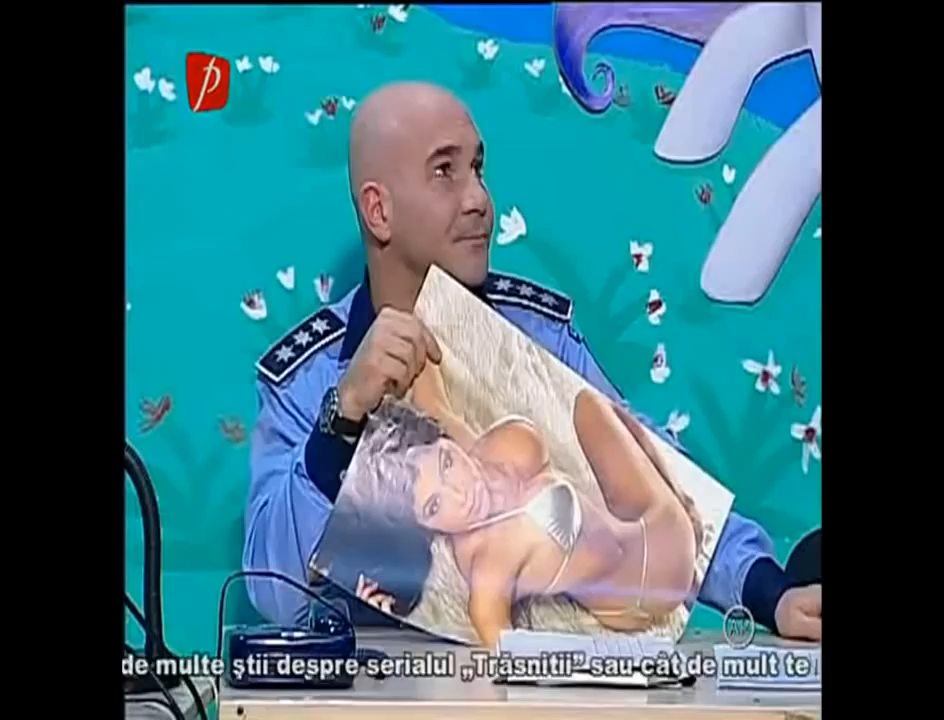 p
de multe ştii despre serialul „Trăsniţii” sau cât de mult te